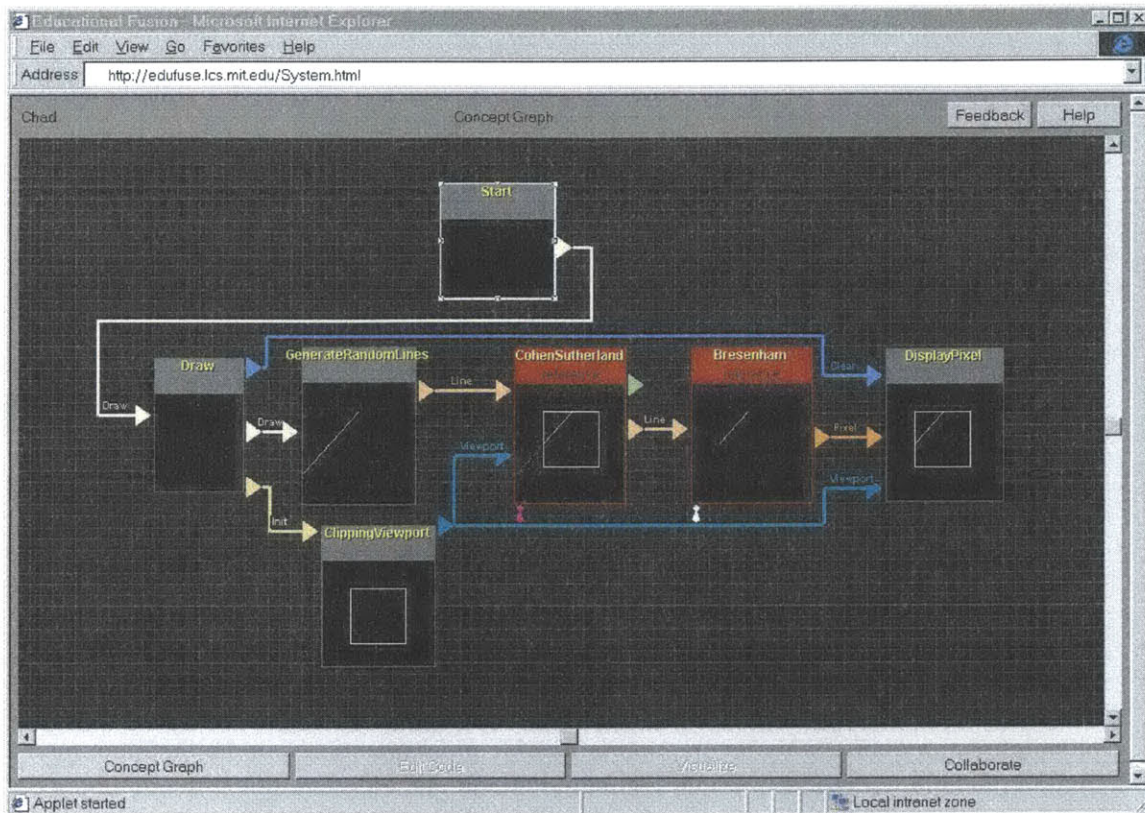 Educational Fusion - Microsoft Internet Explorer
File Edit View Go Favorites Help
Address http://edufuse.lcs.mit.edu/System.html
Chad Concept Graph Feedback Help
Start
Draw GenerateRandomLines CohenSutherland Bresenham DisplayPixel
Clear
Line
Draw Draw Line Pixel
Viewport Viewport
Init
ClippingViewport
Concept Graph Edit Code Visualize Collaborate
Applet started Local intranet zone